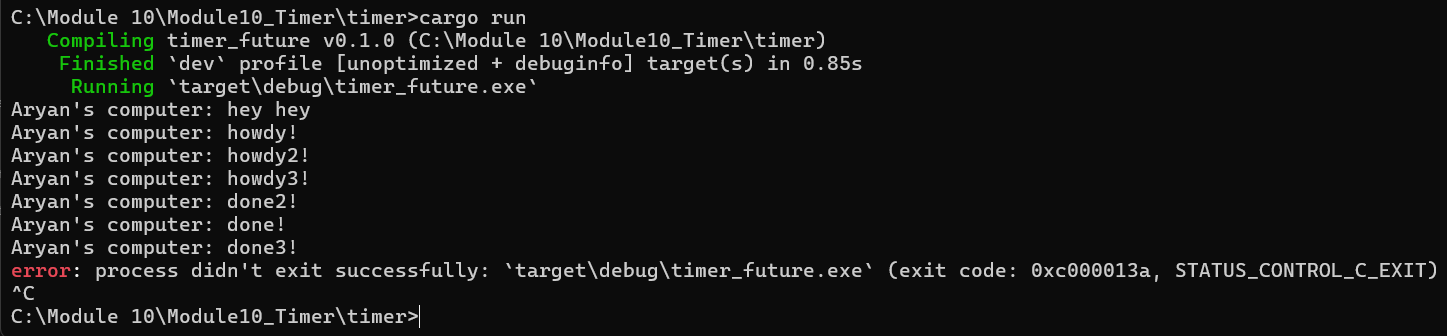 C:\Module 10\Module10_Timer\timer>cargo run
   Compiling timer_future v0.1.0 (C:\Module 10\Module10_Timer\timer)
    Finished `dev` profile [unoptimized + debuginfo] target(s) in 0.85s
     Running `target\debug\timer_future.exe`
Aryan's computer: hey hey
Aryan's computer: howdy!
Aryan's computer: howdy2!
Aryan's computer: howdy3!
Aryan's computer: done2!
Aryan's computer: done!
Aryan's computer: done3!
error: process didn't exit successfully: `target\debug\timer_future.exe` (exit code: 0xc000013a, STATUS_CONTROL_C_EXIT)
^C
C:\Module 10\Module10_Timer\timer>